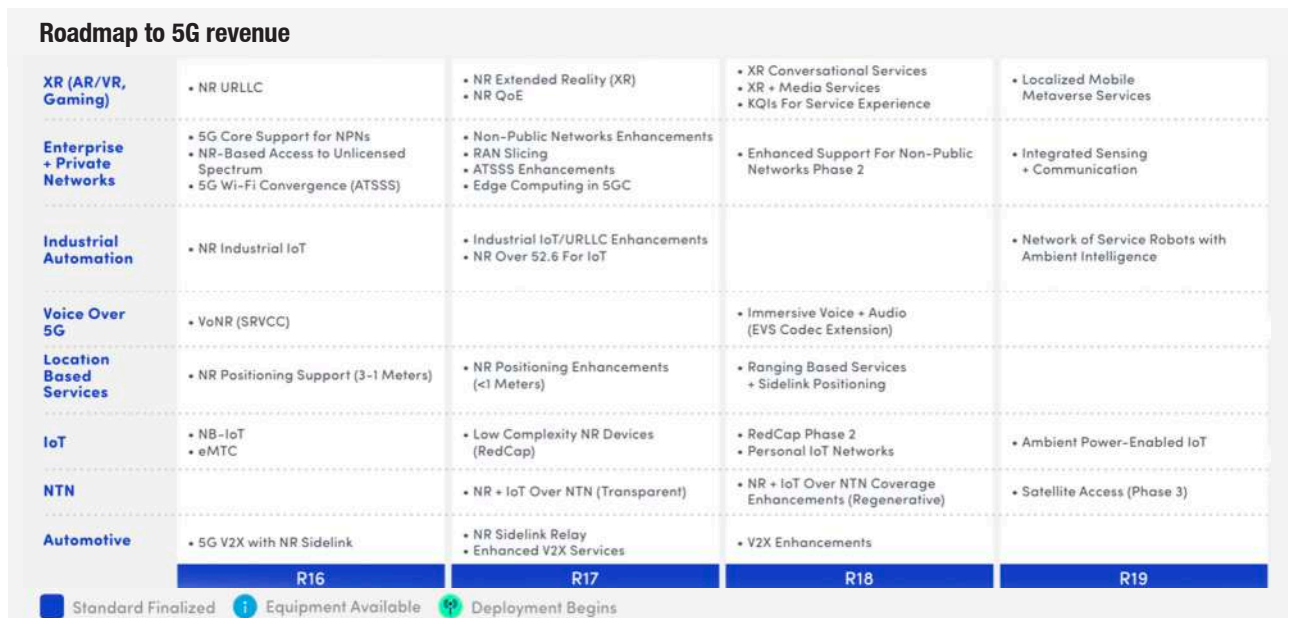 Roadmap to 5G revenue
XR (AR/VR,
Gaming)
• NR URLLC
• NR Extended Reality (XR)
• NR QoE
• XR Conversational Services
• XR + Media Services
• KQIs For Service Experience
• Localized Mobile
Metaverse Services
Enterprise
+ Private
Networks
• 5G Core Support for NPNs
• NR-Based Access to Unlicensed
Spectrum
• 5G Wi-Fi Convergence (ATSSS)
• Non-Public Networks Enhancements
• RAN Slicing
• ATSSS Enhancements
• Edge Computing in 5GC
• Enhanced Support For Non-Public
Networks Phase 2
• Integrated Sensing
+ Communication
Industrial
Automation
• NR Industrial IoT
• Industrial IoT/URLLC Enhancements
• NR Over 52.6 For IoT
• Network of Service Robots with
Ambient Intelligence
Voice Over
5G
• VoNR (SRVCC)
• Immersive Voice + Audio
(EVS Codec Extension)
Location
Based
Services
• NR Positioning Support (3-1 Meters)
• NR Positioning Enhancements
(<1 Meters)
• Ranging Based Services
+ Sidelink Positioning
IoT
• NB-IoT
• eMTC
• Low Complexity NR Devices
(RedCap)
• RedCap Phase 2
• Personal IoT Networks
• Ambient Power-Enabled IoT
NTN
• NR + IoT Over NTN (Transparent)
• NR + IoT Over NTN Coverage
Enhancements (Regenerative)
• Satellite Access (Phase 3)
Automotive
• 5G V2X with NR Sidelink
• NR Sidelink Relay
• Enhanced V2X Services
• V2X Enhancements
R16
R17
R18
R19
Standard Finalized
Equipment Available
Deployment Begins